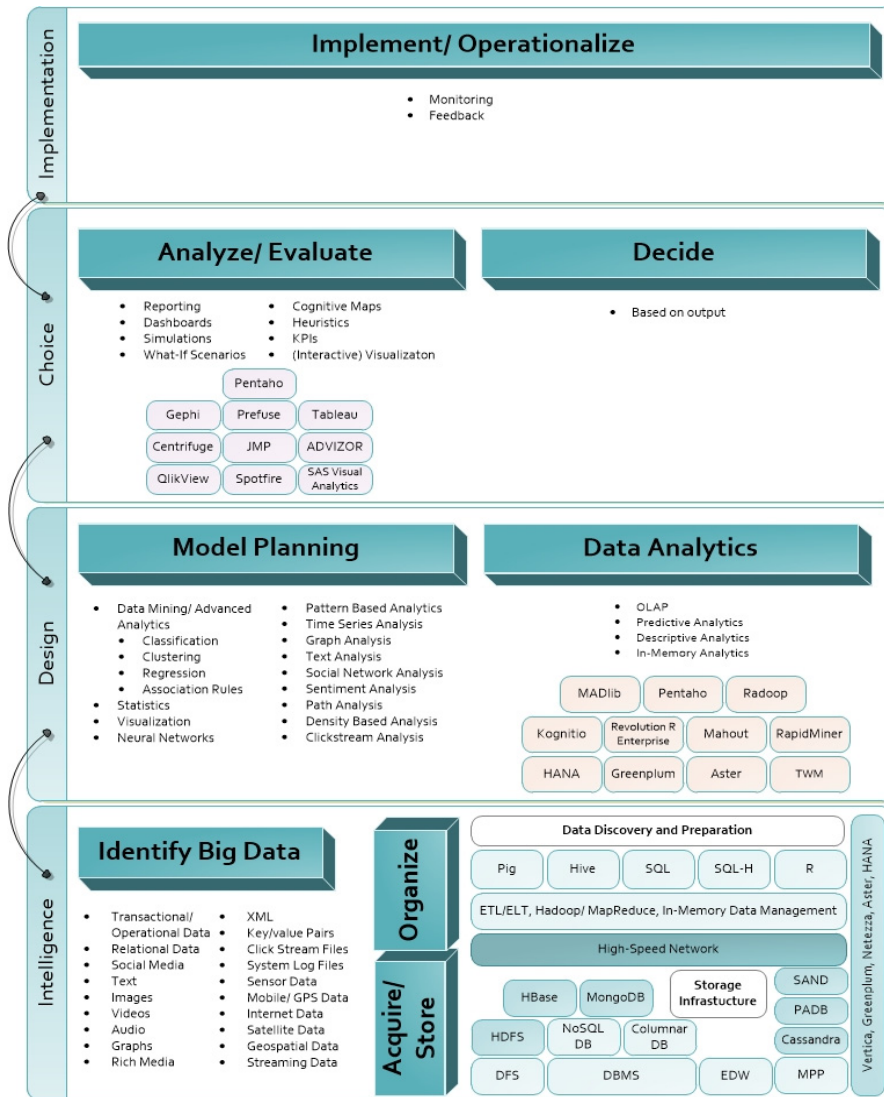 Implementation
Implement/ Operationalize
• Monitoring
• Feedback
Choice
Analyze/ Evaluate
• Reporting
• Dashboards
• Simulations
• What-If Scenarios
• Cognitive Maps
• Heuristics
• KPIs
• (Interactive) Visualizaton
Pentaho
Gephi
Prefuse
Tableau
Centrifuge
JMP
ADVIZOR
QlikView
Spotfire
SAS Visual
Analytics
Decide
• Based on output
Design
Model Planning
• Data Mining/ Advanced
Analytics
• Classification
• Clustering
• Regression
• Association Rules
• Statistics
• Visualization
• Neural Networks
• Pattern Based Analytics
• Time Series Analysis
• Graph Analysis
• Text Analysis
• Social Network Analysis
• Sentiment Analysis
• Path Analysis
• Density Based Analysis
• Clickstream Analysis
Data Analytics
• OLAP
• Predictive Analytics
• Descriptive Analytics
• In-Memory Analytics
MADlib
Pentaho
Radoop
Kognitio
Revolution R
Enterprise
Mahout
RapidMiner
HANA
Greenplum
Aster
TWM
Intelligence
Identify Big Data
• Transactional/
Operational Data
• Relational Data
• Social Media
• Text
• Images
• Videos
• Audio
• Graphs
• Rich Media
• XML
• Key/value Pairs
• Click Stream Files
• System Log Files
• Sensor Data
• Mobile/ GPS Data
• Internet Data
• Satellite Data
• Geospatial Data
• Streaming Data
Organize
Acquire/
Store
Data Discovery and Preparation
Pig
Hive
SQL
SQL-H
R
ETL/ELT, Hadoop/ MapReduce, In-Memory Data Management
High-Speed Network
HBase
MongoDB
Storage
Infrastucture
SAND
PADB
HDFS
NoSQL
DB
Columnar
DB
Cassandra
DFS
DBMS
EDW
MPP
Vertica, Greenplum, Netezza, Aster, HANA